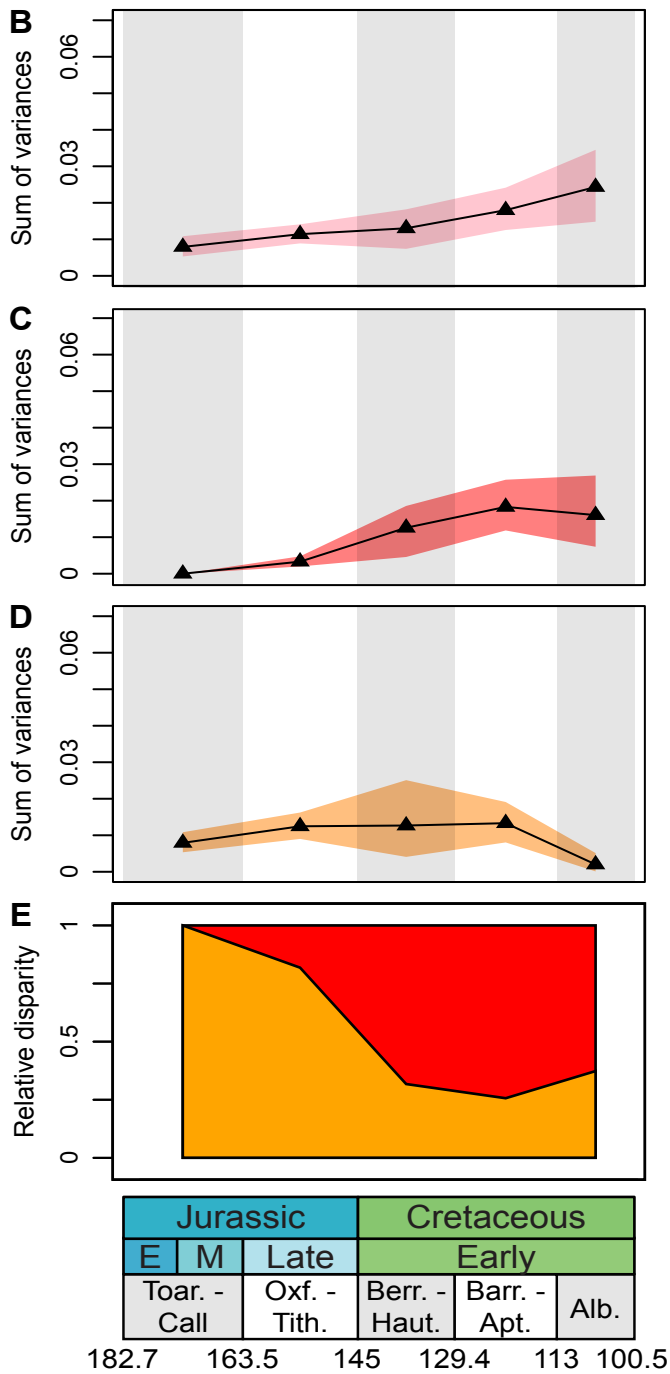 B
Sum of variances
0.06
0.03
0
C
Sum of variances
0.06
0.03
0
D
Sum of variances
0.06
0.03
0
E
Relative disparity
1
0.5
0
Jurassic Cretaceous
E M Late Early
Toar. - Oxf. - Berr. - Barr. - Alb.
Call Tith. Haut. Apt.
182.7 163.5 145 129.4 113 100.5